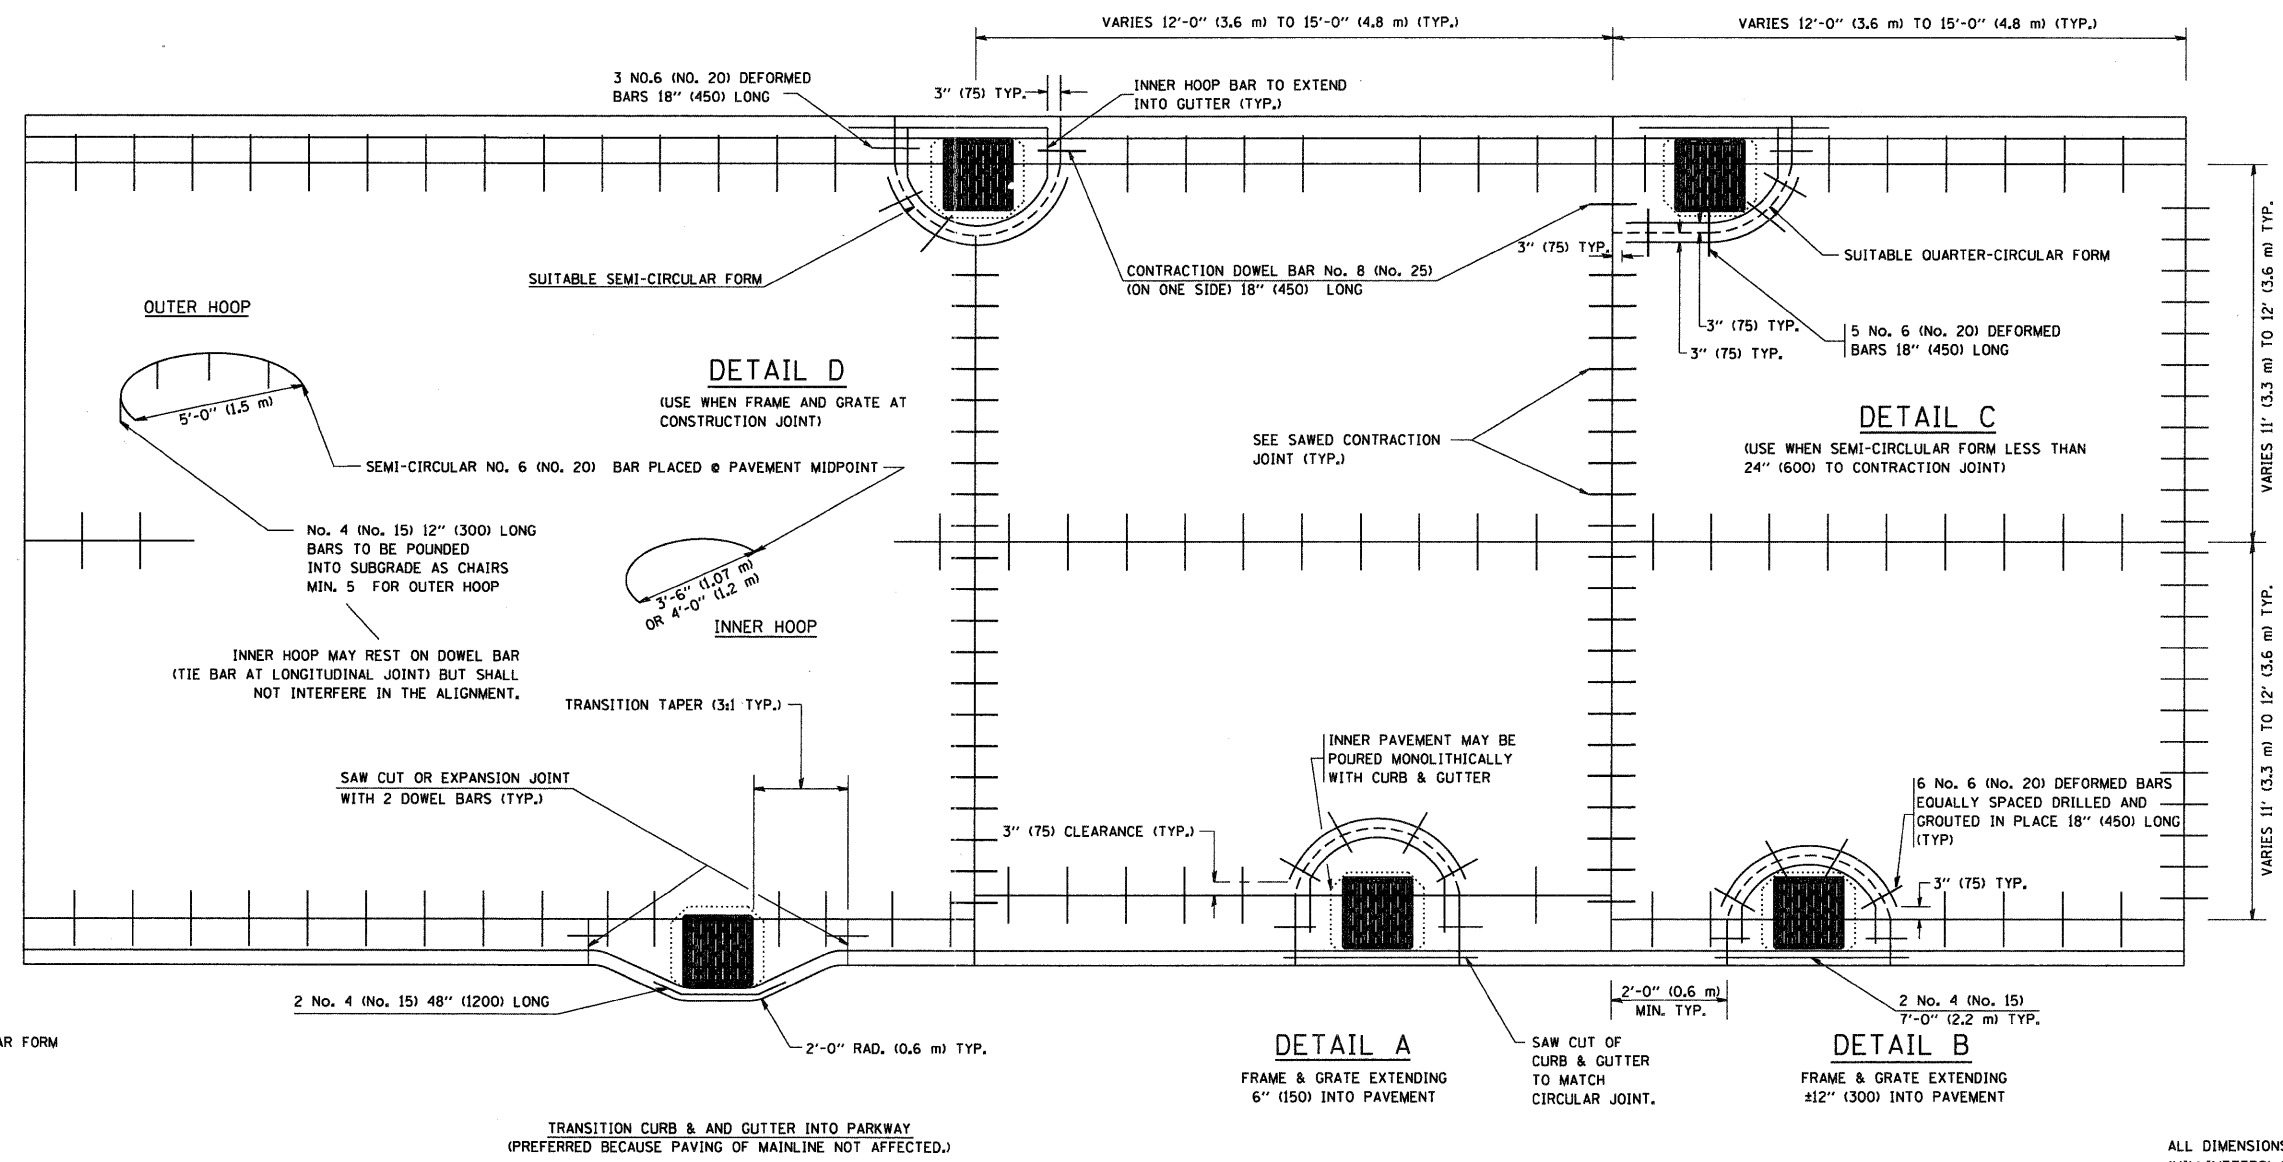 VARIES 12'-0" (3.6 m) TO 15'-0" (4.8 m) (TYP.)
VARIES 12'-0" (3.6 m) TO 15'-0" (4.8 m) (TYP.)
3 NO.6 (NO. 20) DEFORMED
BARS 18" (450) LONG
3" (75) TYP.
INNER HOOP BAR TO EXTEND
INTO GUTTER (TYP.)
SUITABLE SEMI-CIRCULAR FORM
CONTRACTION DOWEL BAR No. 8 (No. 25)
(ON ONE SIDE) 18" (450) LONG
3" (75) TYP.
SUITABLE QUARTER-CIRCULAR FORM
3" (75) TYP.
3" (75) TYP.
5 No. 6 (No. 20) DEFORMED
BARS 18" (450) LONG
VARIES 11' (3.3 m) TO 12' (3.6 m) TYP.
OUTER HOOP
5'-0" (1.5 m)
DETAIL D
(USE WHEN FRAME AND GRATE AT
CONSTRUCTION JOINT)
SEMI-CIRCULAR NO. 6 (NO. 20) BAR PLACED @ PAVEMENT MIDPOINT
SEE SAWED CONTRACTION
JOINT (TYP.)
DETAIL C
(USE WHEN SEMI-CIRCLULAR FORM LESS THAN
24" (600) TO CONTRACTION JOINT)
No. 4 (No. 15) 12" (300) LONG
BARS TO BE POUNDED
INTO SUBGRADE AS CHAIRS
MIN. 5 FOR OUTER HOOP
3'-6" (1.07 m)
OR 4'-0" (1.2 m)
INNER HOOP
INNER HOOP MAY REST ON DOWEL BAR
(TIE BAR AT LONGITUDINAL JOINT) BUT SHALL
NOT INTERFERE IN THE ALIGNMENT.
TRANSITION TAPER (3:1 TYP.)
SAW CUT OR EXPANSION JOINT
WITH 2 DOWEL BARS (TYP.)
INNER PAVEMENT MAY BE
POURED MONOLITHICALLY
WITH CURB & GUTTER
3" (75) CLEARANCE (TYP.)
6 No. 6 (No. 20) DEFORMED BARS
EQUALLY SPACED DRILLED AND
GROUTED IN PLACE 18" (450) LONG
(TYP)
3" (75) TYP.
VARIES 11' (3.3 m) TO 12' (3.6 m) TYP.
2 No. 4 (No. 15) 48" (1200) LONG
2'-0" RAD. (0.6 m) TYP.
2'-0" (0.6 m)
MIN. TYP.
2 No. 4 (No. 15)
7'-0" (2.2 m) TYP.
AR FORM
DETAIL A
FRAME & GRATE EXTENDING
6" (150) INTO PAVEMENT
SAW CUT OF
CURB & GUTTER
TO MATCH
CIRCULAR JOINT.
DETAIL B
FRAME & GRATE EXTENDING
±12" (300) INTO PAVEMENT
TRANSITION CURB & AND GUTTER INTO PARKWAY
(PREFERRED BECAUSE PAVING OF MAINLINE NOT AFFECTED.)
ALL DIMENSIONS